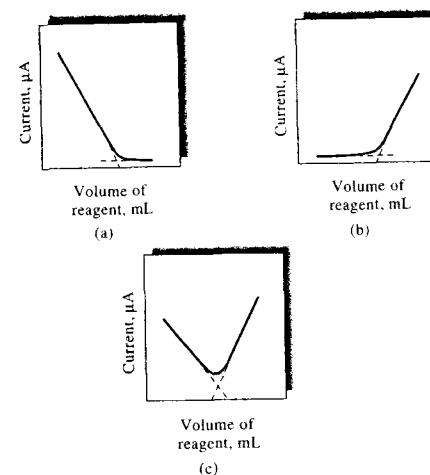 Current, μA
Volume of
reagent, mL
(a)
Current, μA
Volume of
reagent, mL
(b)
Current, μA
Volume of
reagent, mL
(c)